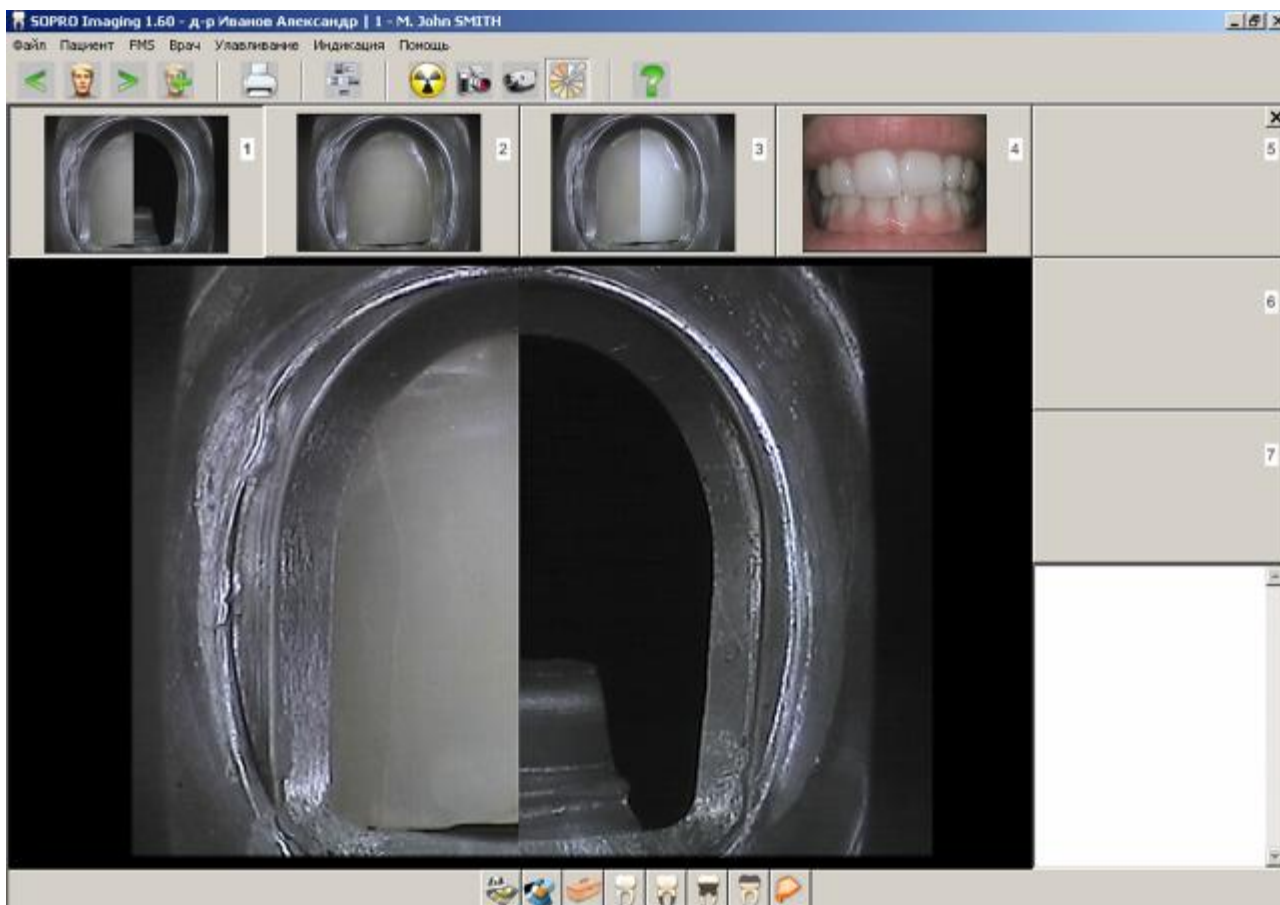 SOPRO Imaging 1.60 - д-р Иванов Александр | 1 - M. John SMITH
Файл Пациент FMS Врач Улавливание Индикация Помощь
1 2 3 4 5
6
7